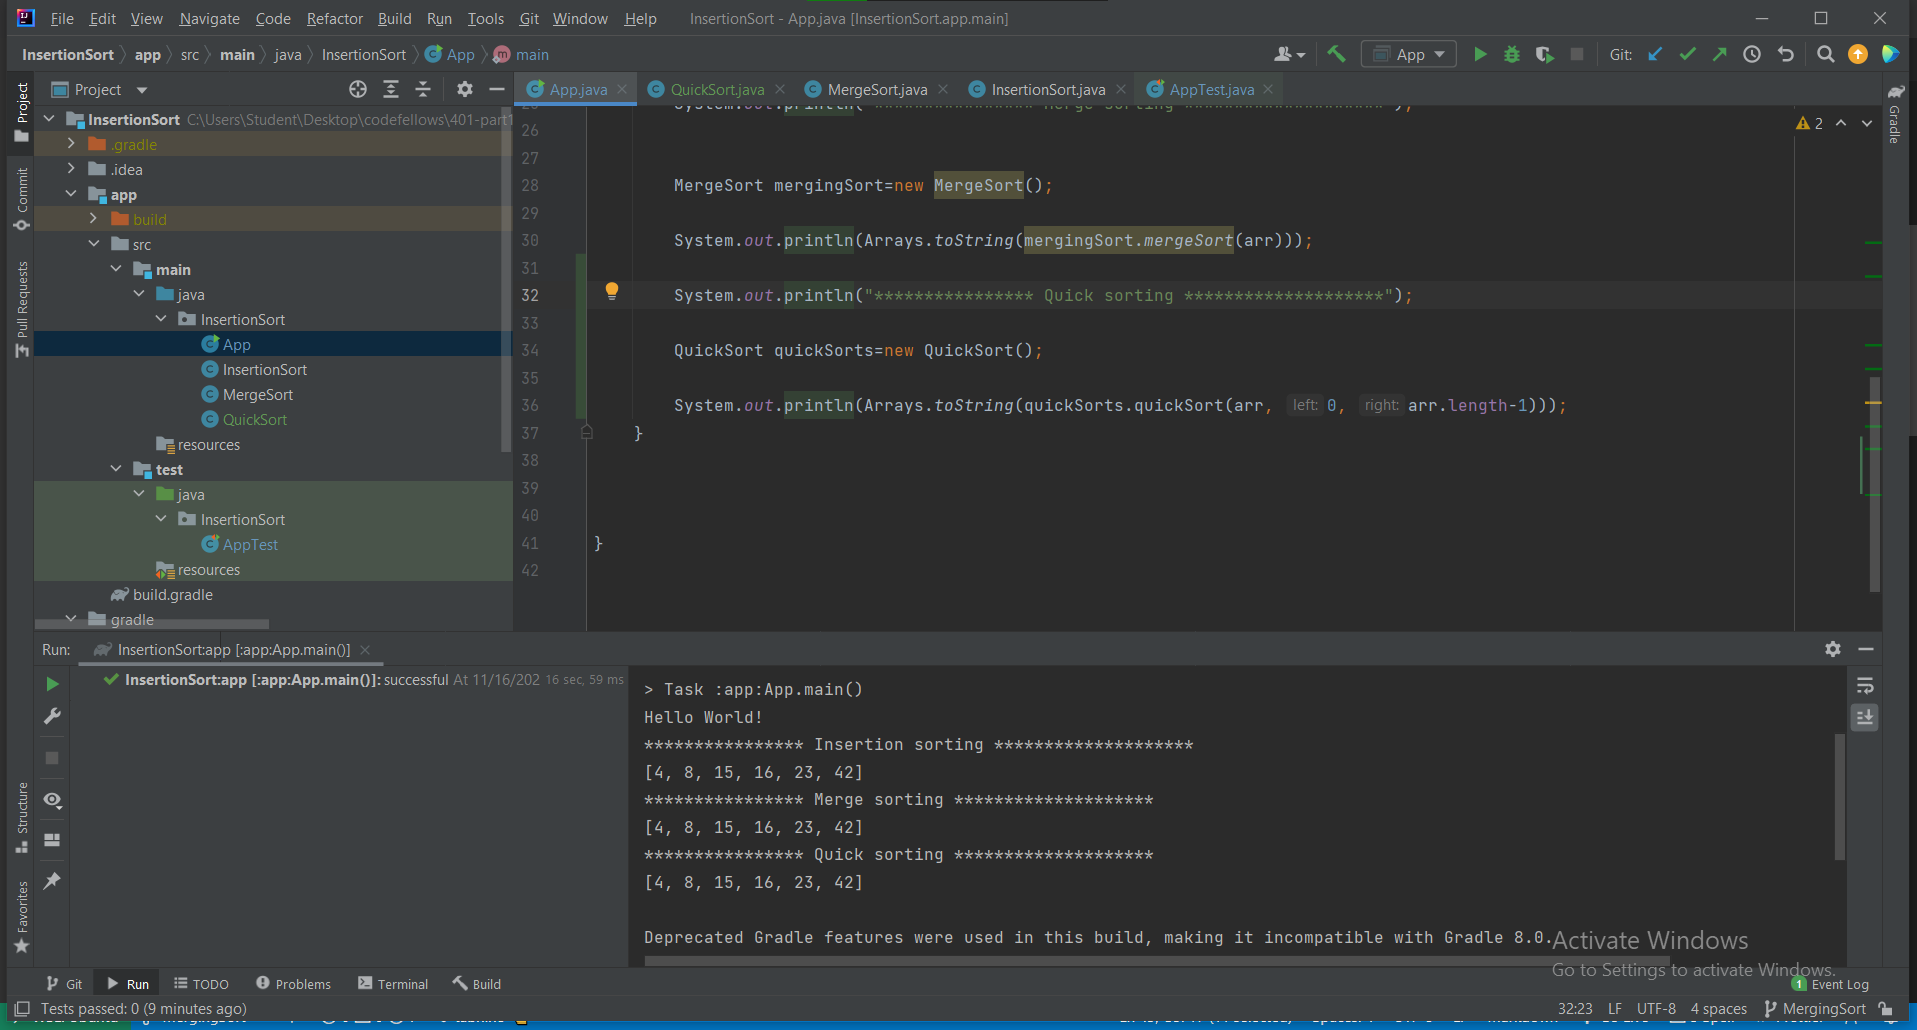 File Edit View Navigate Code Refactor Build Run Tools Git Window Help InsertionSort - App.java [InsertionSort.app.main]
InsertionSort app src main java InsertionSort App main App Git:
Project App.java QuickSort.java MergeSort.java InsertionSort.java AppTest.java
Project
Commit
Pull Requests
Structure
Favorites
InsertionSort C:\Users\Student\Desktop\codefellows\401-part1
.gradle
.idea
app
build
src
main
java
InsertionSort
App
InsertionSort
MergeSort
QuickSort
resources
test
java
InsertionSort
AppTest
resources
build.gradle
gradle
System.out.println("**************** Merge sorting ********************");
26
27
28 MergeSort mergingSort=new MergeSort();
29
30 System.out.println(Arrays.toString(mergingSort.mergeSort(arr)));
31
32 System.out.println("**************** Quick sorting ********************");
33
34 QuickSort quickSorts=new QuickSort();
35
36 System.out.println(Arrays.toString(quickSorts.quickSort(arr, left: 0, right: arr.length-1)));
37 }
38
39
40
41 }
42
2
Gradle
Run: InsertionSort:app [:app:App.main()]
InsertionSort:app [:app:App.main()]: successful At 11/16/202 16 sec, 59 ms
> Task :app:App.main()
Hello World!
**************** Insertion sorting ********************
[4, 8, 15, 16, 23, 42]
**************** Merge sorting ********************
[4, 8, 15, 16, 23, 42]
**************** Quick sorting ********************
[4, 8, 15, 16, 23, 42]
Deprecated Gradle features were used in this build, making it incompatible with Gradle 8.0.
Activate Windows
Go to Settings to activate Windows.
Git Run TODO Problems Terminal Build 1 Event Log
Tests passed: 0 (9 minutes ago) 32:23 LF UTF-8 4 spaces MergingSort